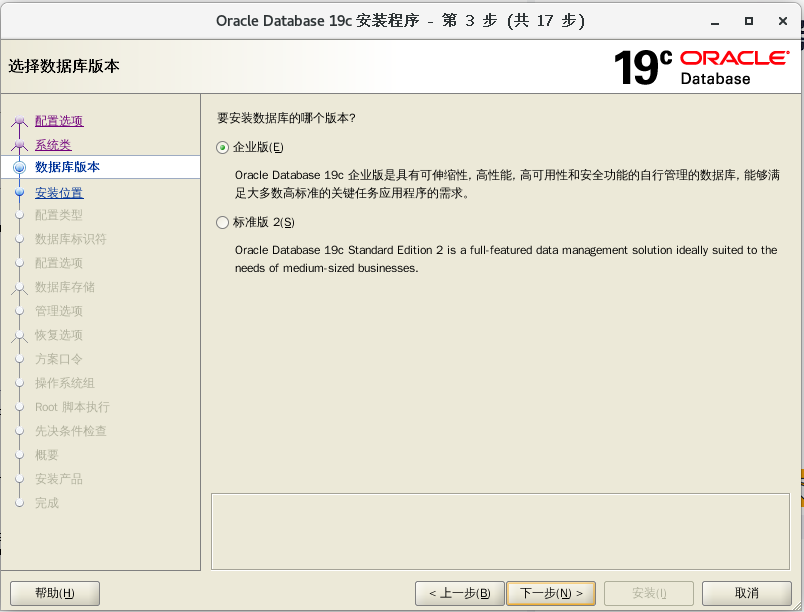 Oracle Database 19c 安装程序 - 第 3 步 (共 17 步)
选择数据库版本
19c ORACLE
Database
配置选项
系统类
数据库版本
安装位置
配置类型
数据库标识符
配置选项
数据库存储
管理选项
恢复选项
方案口令
操作系统组
Root 脚本执行
先决条件检查
概要
安装产品
完成
要安装数据库的哪个版本?
企业版(E)
Oracle Database 19c 企业版是具有可伸缩性, 高性能, 高可用性和安全功能的自行管理的数据库, 能够满
足大多数高标准的关键任务应用程序的需求。
标准版 2(S)
Oracle Database 19c Standard Edition 2 is a full-featured data management solution ideally suited to the
needs of medium-sized businesses.
帮助(H)
< 上一步(B)
下一步(N) >
安装(I)
取消